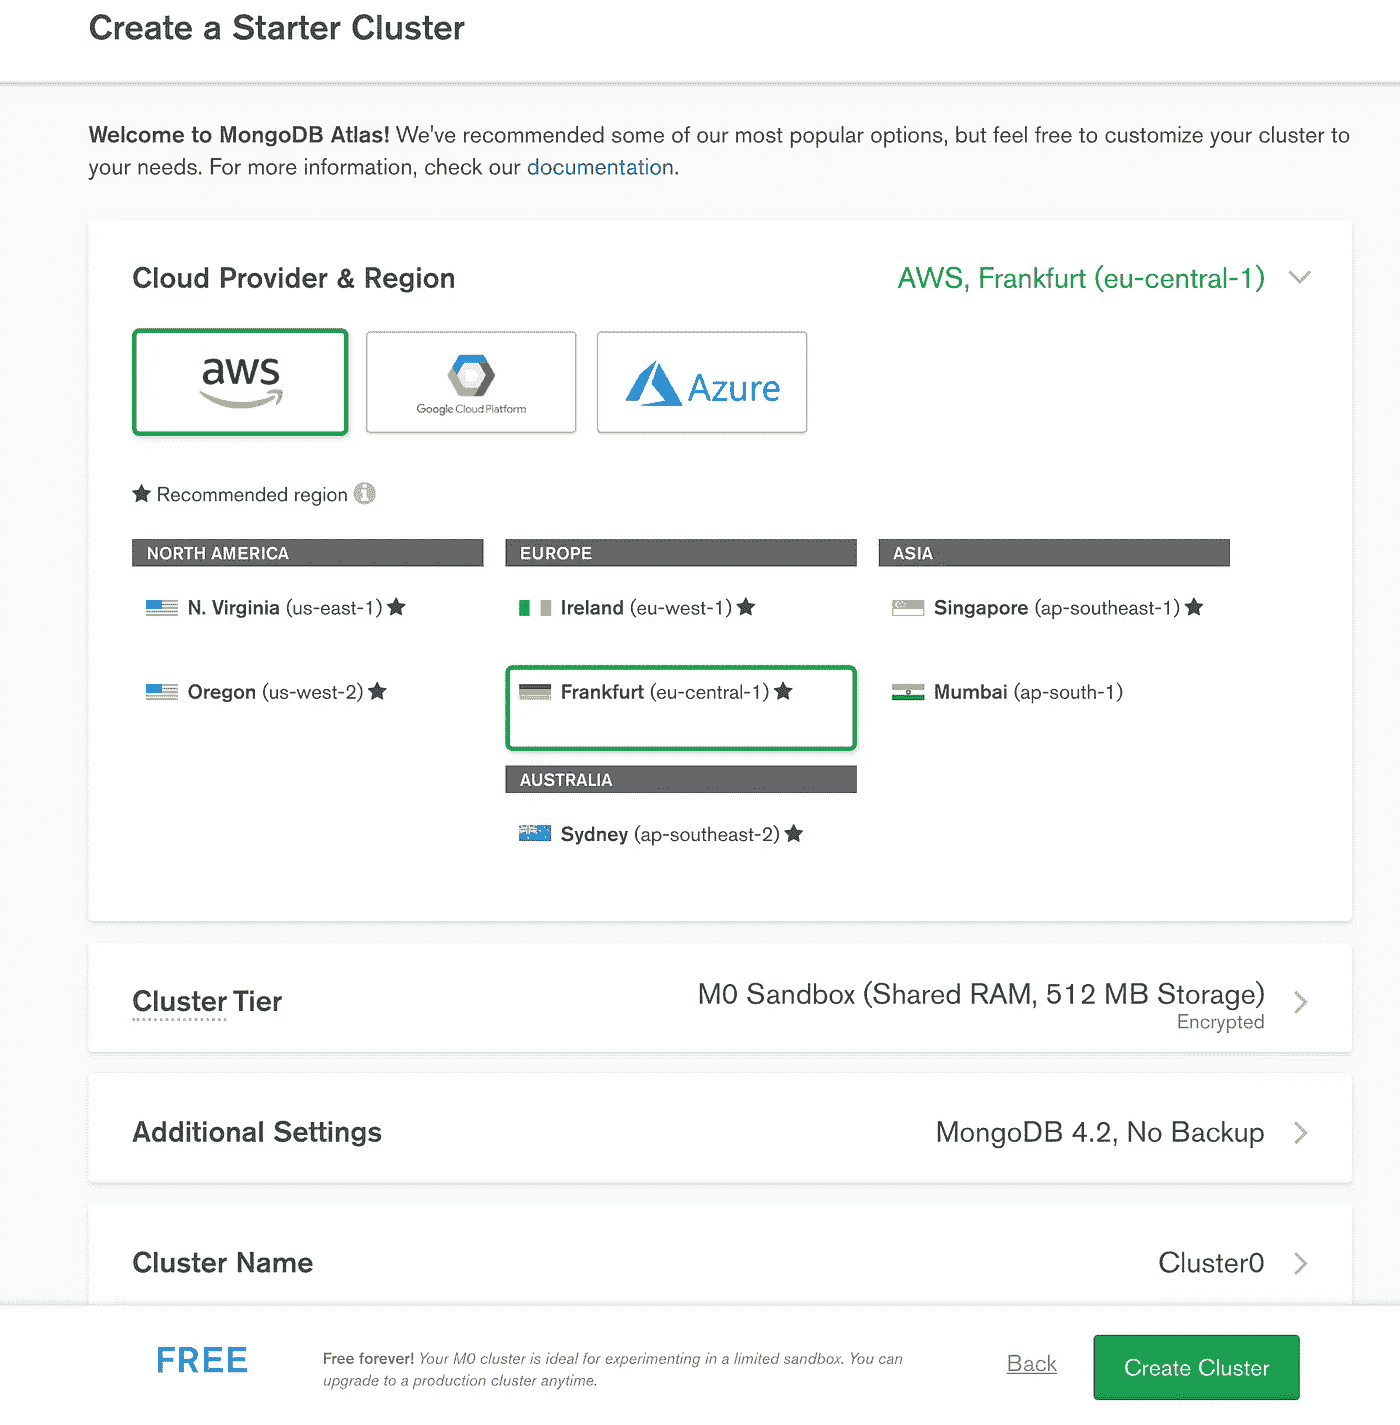 Create a Starter Cluster
Welcome to MongoDB Atlas! We've recommended some of our most popular options, but feel free to customize your cluster to
your needs. For more information, check our documentation.
Cloud Provider & Region
AWS, Frankfurt (eu-central-1)
aws
Google Cloud Platform
Azure
★ Recommended region
NORTH AMERICA
N. Virginia (us-east-1) ★
Oregon (us-west-2) ★
EUROPE
Ireland (eu-west-1) ★
Frankfurt (eu-central-1) ★
AUSTRALIA
Sydney (ap-southeast-2) ★
ASIA
Singapore (ap-southeast-1) ★
Mumbai (ap-south-1)
Cluster Tier
M0 Sandbox (Shared RAM, 512 MB Storage)
Encrypted
Additional Settings
MongoDB 4.2, No Backup
Cluster Name
Cluster0
FREE
Free forever! Your M0 cluster is ideal for experimenting in a limited sandbox. You can
upgrade to a production cluster anytime.
Back
Create Cluster